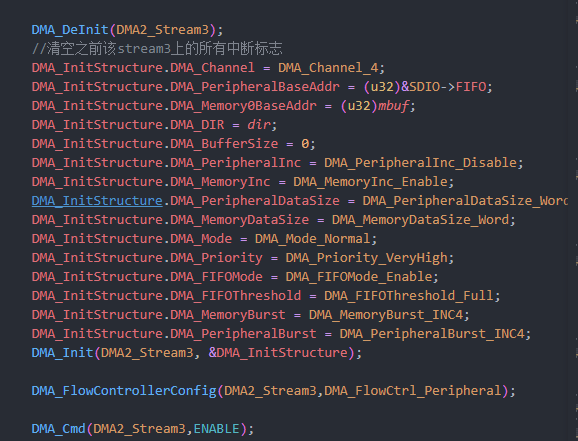 DMA_DeInit(DMA2_Stream3);
//清空之前该stream3上的所有中断标志
DMA_InitStructure.DMA_Channel = DMA_Channel_4;
DMA_InitStructure.DMA_PeripheralBaseAddr = (u32)&SDIO->FIFO;
DMA_InitStructure.DMA_Memory0BaseAddr = (u32)mbuf;
DMA_InitStructure.DMA_DIR = dir;
DMA_InitStructure.DMA_BufferSize = 0;
DMA_InitStructure.DMA_PeripheralInc = DMA_PeripheralInc_Disable;
DMA_InitStructure.DMA_MemoryInc = DMA_MemoryInc_Enable;
DMA_InitStructure.DMA_PeripheralDataSize = DMA_PeripheralDataSize_Word
DMA_InitStructure.DMA_MemoryDataSize = DMA_MemoryDataSize_Word;
DMA_InitStructure.DMA_Mode = DMA_Mode_Normal;
DMA_InitStructure.DMA_Priority = DMA_Priority_VeryHigh;
DMA_InitStructure.DMA_FIFOMode = DMA_FIFOMode_Enable;
DMA_InitStructure.DMA_FIFOThreshold = DMA_FIFOThreshold_Full;
DMA_InitStructure.DMA_MemoryBurst = DMA_MemoryBurst_INC4;
DMA_InitStructure.DMA_PeripheralBurst = DMA_PeripheralBurst_INC4;
DMA_Init(DMA2_Stream3, &DMA_InitStructure);
DMA_FlowControllerConfig(DMA2_Stream3,DMA_FlowCtrl_Peripheral);
DMA_Cmd(DMA2_Stream3,ENABLE);